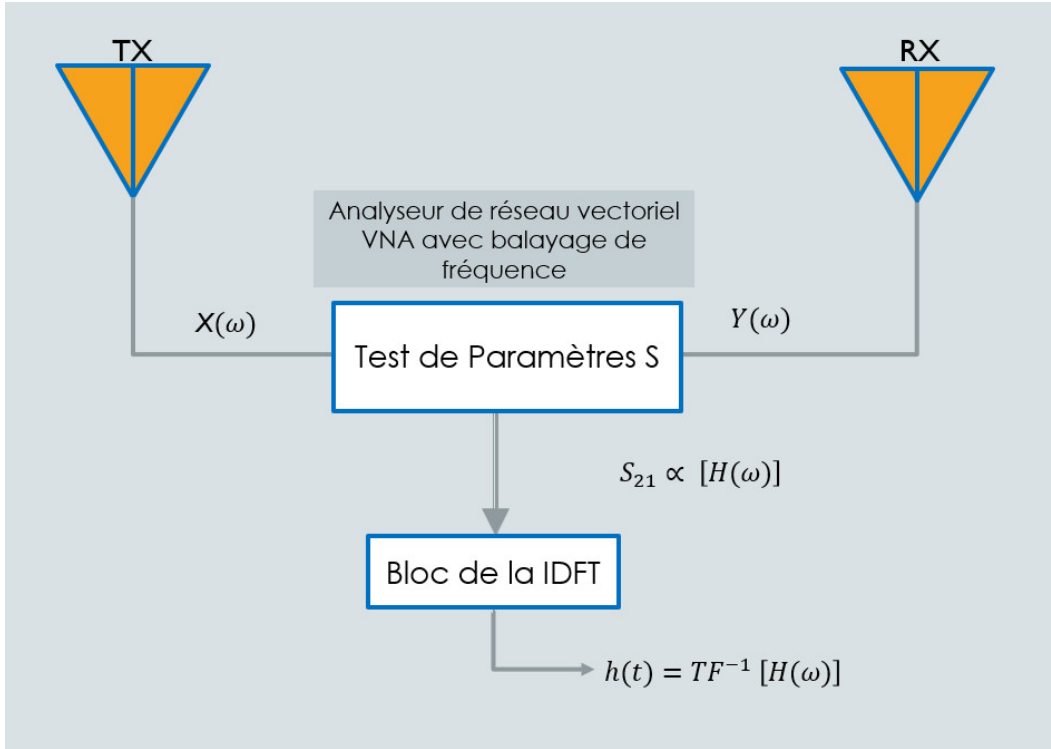 TX
RX
Analyseur de réseau vectoriel
VNA avec balayage de
fréquence
X(ω)
Y(ω)
Test de Paramètres S
S₂₁ ∝ [H(ω)]
Bloc de la IDFT
h(t) = TF⁻¹ [H(ω)]